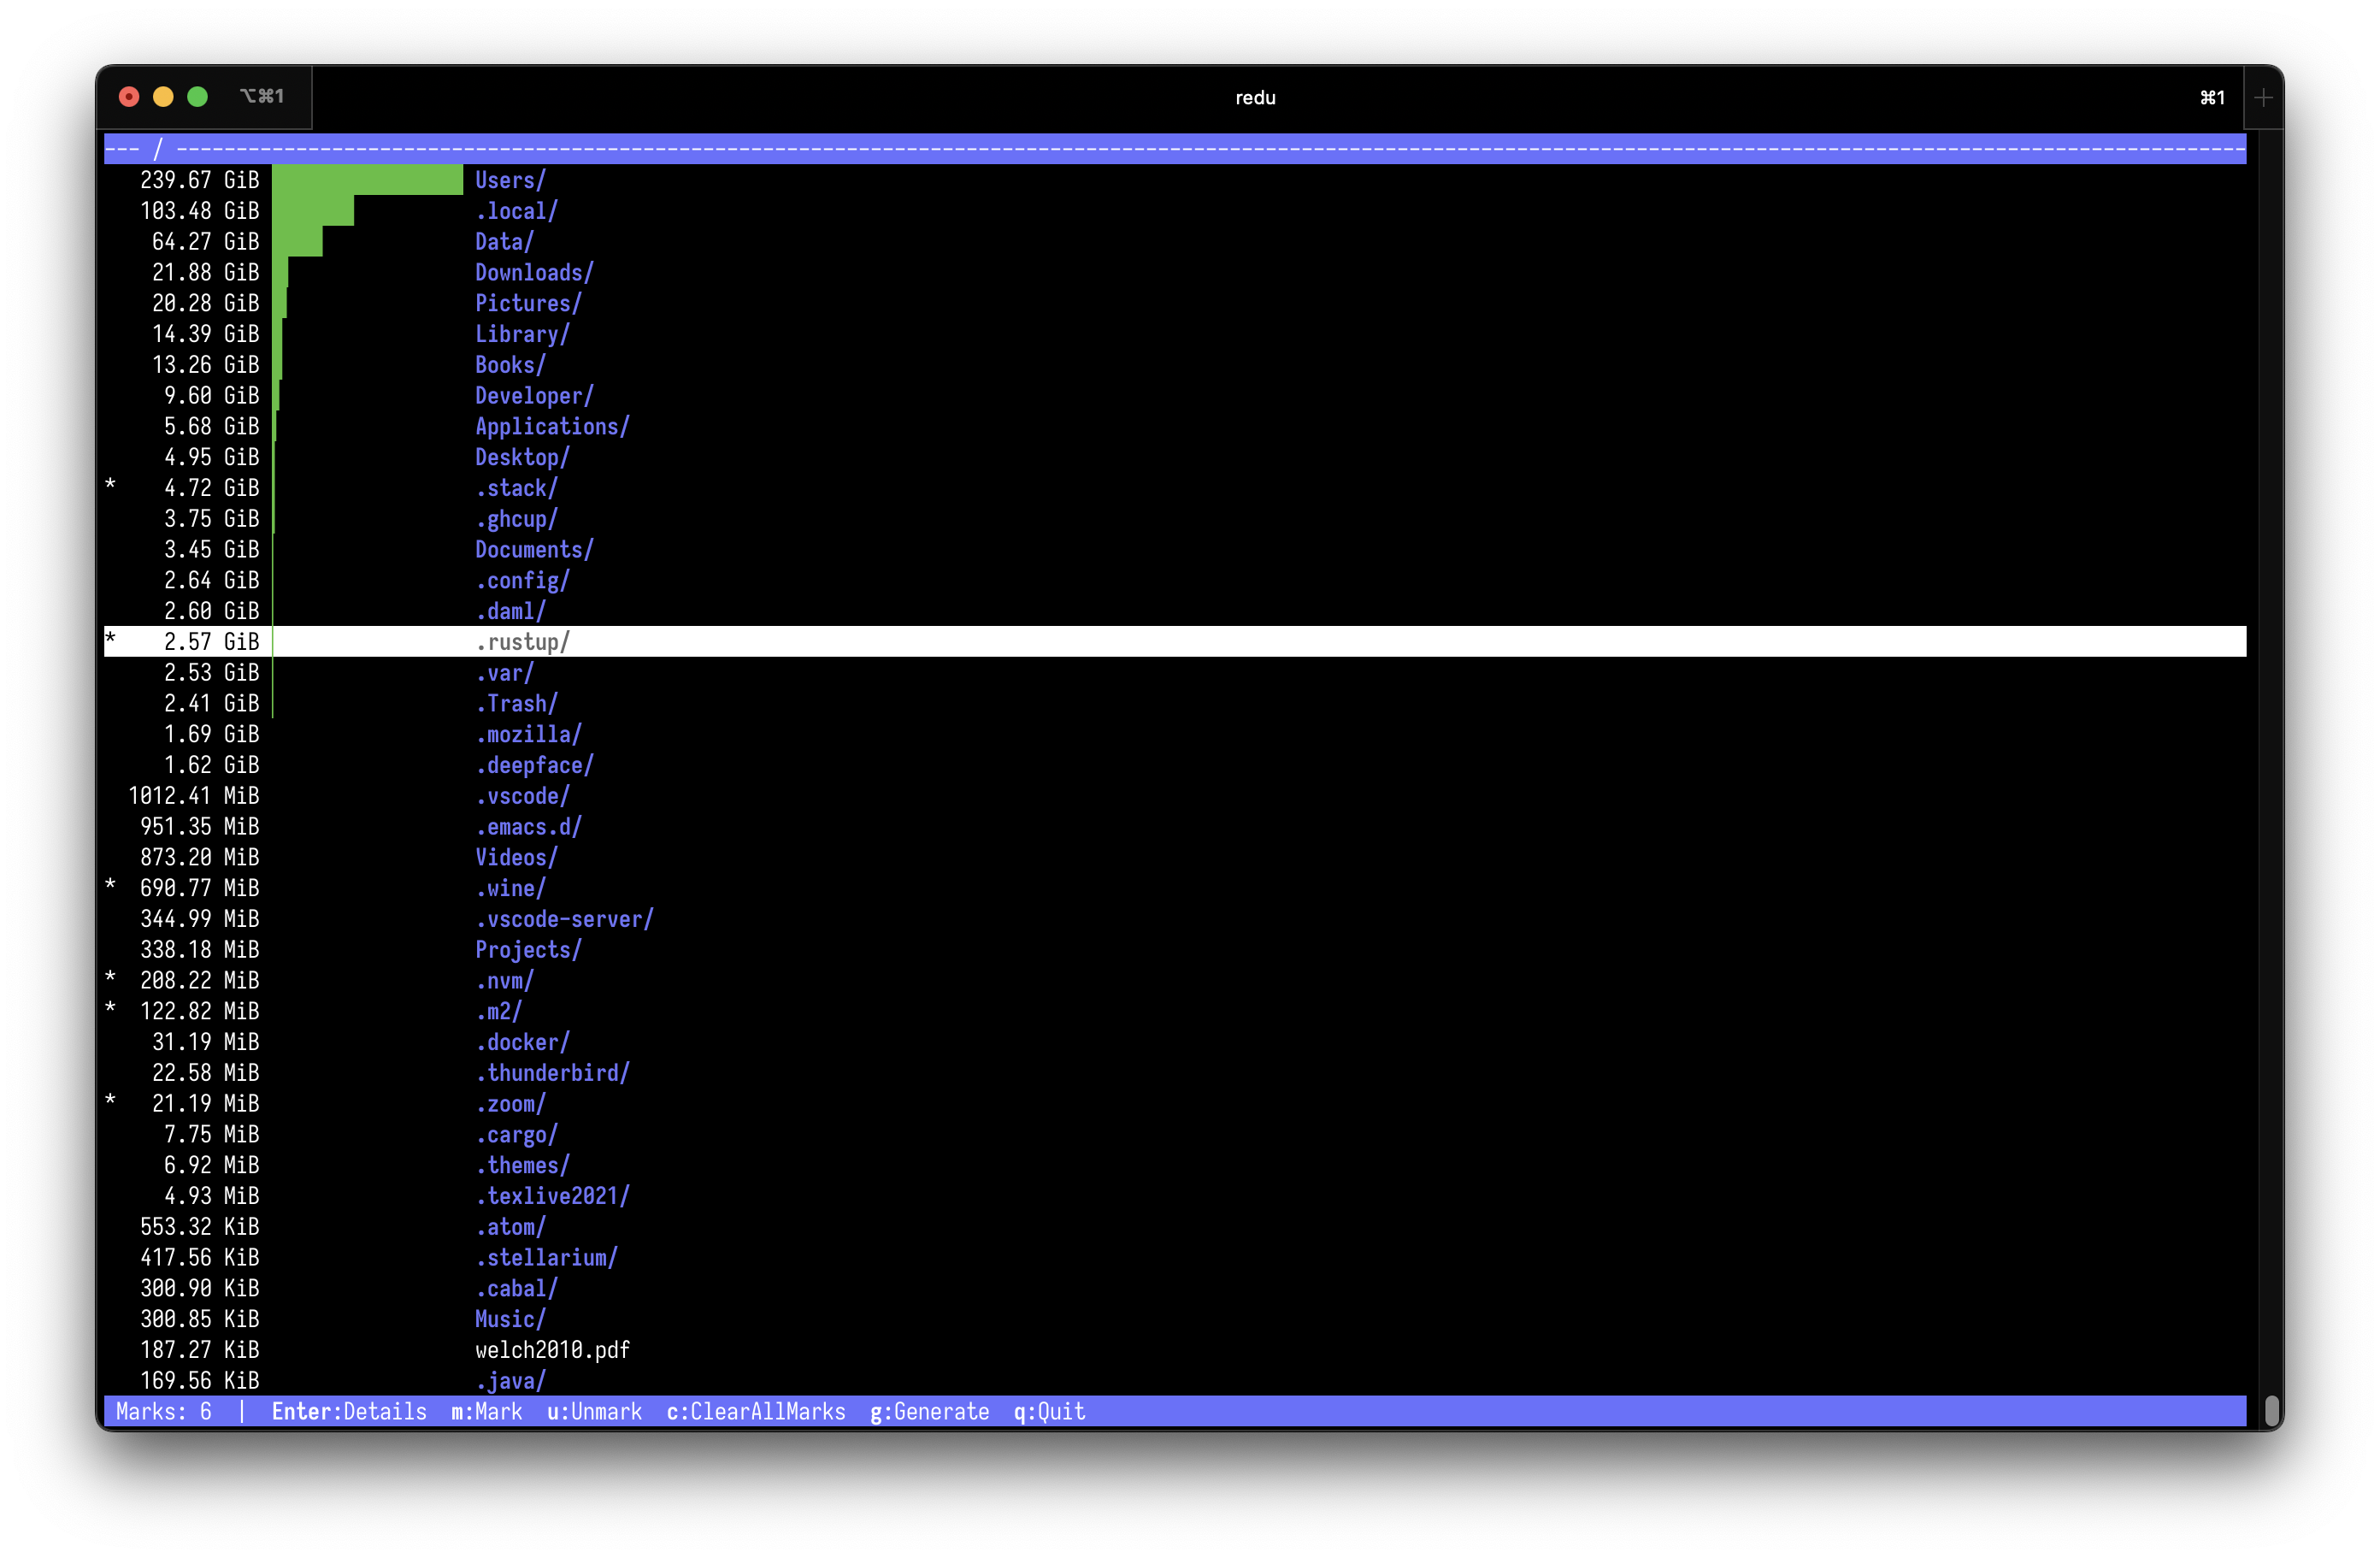 ⌥⌘1 redu ⌘1 +
--- / ---------------------------------------------------------------------------------------------------------------------------------------------------------------------------------
239.67 GiB Users/
103.48 GiB .local/
64.27 GiB Data/
21.88 GiB Downloads/
20.28 GiB Pictures/
14.39 GiB Library/
13.26 GiB Books/
9.60 GiB Developer/
5.68 GiB Applications/
4.95 GiB Desktop/
* 4.72 GiB .stack/
3.75 GiB .ghcup/
3.45 GiB Documents/
2.64 GiB .config/
2.60 GiB .daml/
* 2.57 GiB .rustup/
2.53 GiB .var/
2.41 GiB .Trash/
1.69 GiB .mozilla/
1.62 GiB .deepface/
1012.41 MiB .vscode/
951.35 MiB .emacs.d/
873.20 MiB Videos/
* 690.77 MiB .wine/
344.99 MiB .vscode-server/
338.18 MiB Projects/
* 208.22 MiB .nvm/
* 122.82 MiB .m2/
31.19 MiB .docker/
22.58 MiB .thunderbird/
* 21.19 MiB .zoom/
7.75 MiB .cargo/
6.92 MiB .themes/
4.93 MiB .texlive2021/
553.32 KiB .atom/
417.56 KiB .stellarium/
300.90 KiB .cabal/
300.85 KiB Music/
187.27 KiB welch2010.pdf
169.56 KiB .java/
Marks: 6 | Enter:Details m:Mark u:Unmark c:ClearAllMarks g:Generate q:Quit